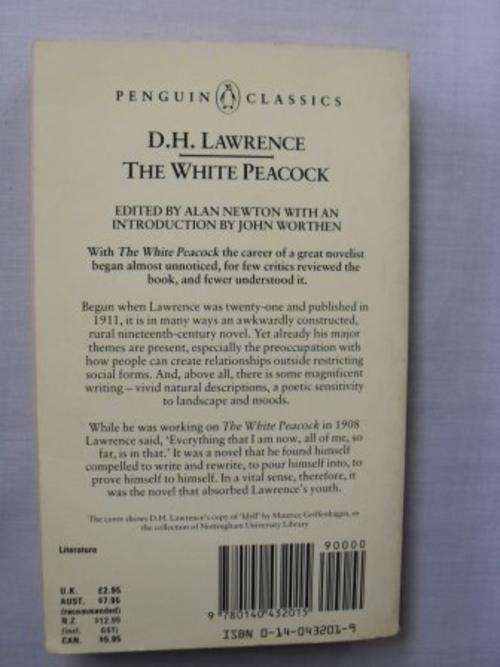 PENGUIN CLASSICS
D.H. LAWRENCE
THE WHITE PEACOCK
EDITED BY ALAN NEWTON WITH AN
INTRODUCTION BY JOHN WORTHEN
With The White Peacock the career of a great novelist
began almost unnoticed, for few critics reviewed the
book, and fewer understood it.
Begun when Lawrence was twenty-one and published in
1911, it is in many ways an awkwardly constructed,
rural nineteenth-century novel. Yet already his major
themes are present, especially the preoccupation with
how people can create relationships outside restricting
social forms. And, above all, there is some magnificent
writing – vivid natural descriptions, a poetic sensitivity
to landscape and moods.
While he was working on The White Peacock in 1908
Lawrence said, 'Everything that I am now, all of me, so
far, is in that.' It was a novel that he found himself
compelled to write and rewrite, to pour himself into, to
prove himself to himself. In a vital sense, therefore, it
was the novel that absorbed Lawrence's youth.
The cover shows D.H. Lawrence's copy of 'Idyll' by Maurice Greiffenhagen, in
the collection of Nottingham University Library
Literature
90000
U.K. £2.95
AUST. $7.95
(recommended)
N.Z. $12.99
(incl. GST)
CAN. $5.95
9 780140 432015
ISBN 0-14-043201-9